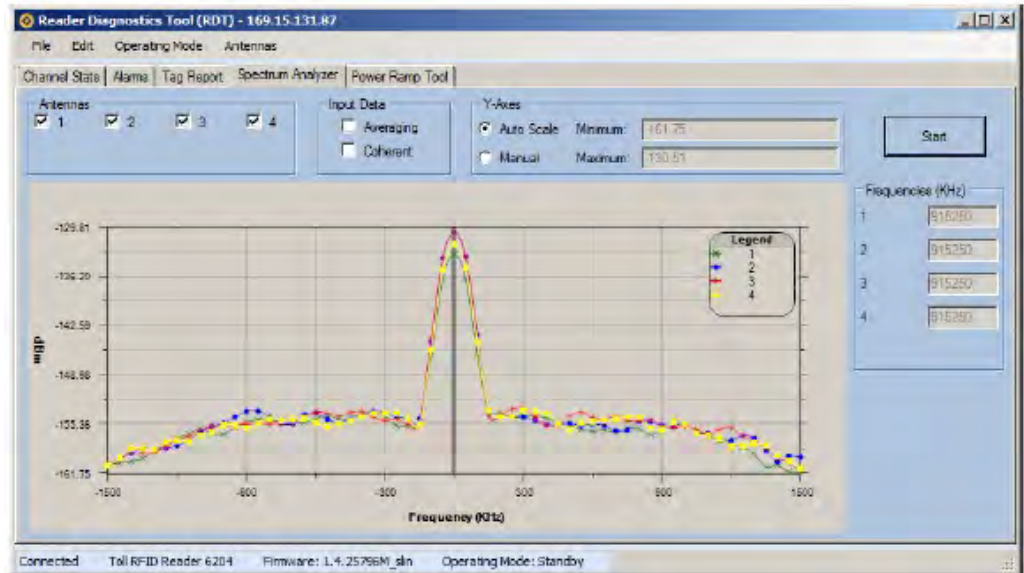 Reader Diagnostics Tool (RDT) - 169.15.131.87
File Edit Operating Mode Antennas
Channel State Alarms Tag Report Spectrum Analyzer Power Ramp Tool
Antennas
1 2 3 4
Input Data
Averaging
Coherent
Y-Axes
Auto Scale Minimum: -161.75
Manual Maximum: -130.51
Start
Frequencies (KHz)
1 915250
2 915250
3 915250
4 915250
Legend
1
2
3
4
dBm
-129.81
-136.20
-142.59
-148.98
-155.36
-161.75
-1500 -900 -300 300 900 1500
Frequency (KHz)
Connected Toll RFID Reader 6204 Firmware: 1.4.25796M_slin Operating Mode: Standby